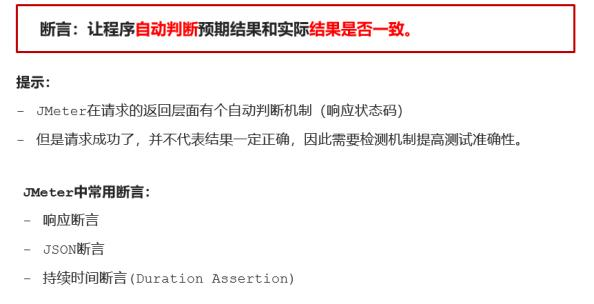 断言：让程序自动判断预期结果和实际结果是否一致。
提示：
- JMeter在请求的返回层面有个自动判断机制（响应状态码）
- 但是请求成功了，并不代表结果一定正确，因此需要检测机制提高测试准确性。
JMeter中常用断言：
- 响应断言
- JSON断言
- 持续时间断言(Duration Assertion)